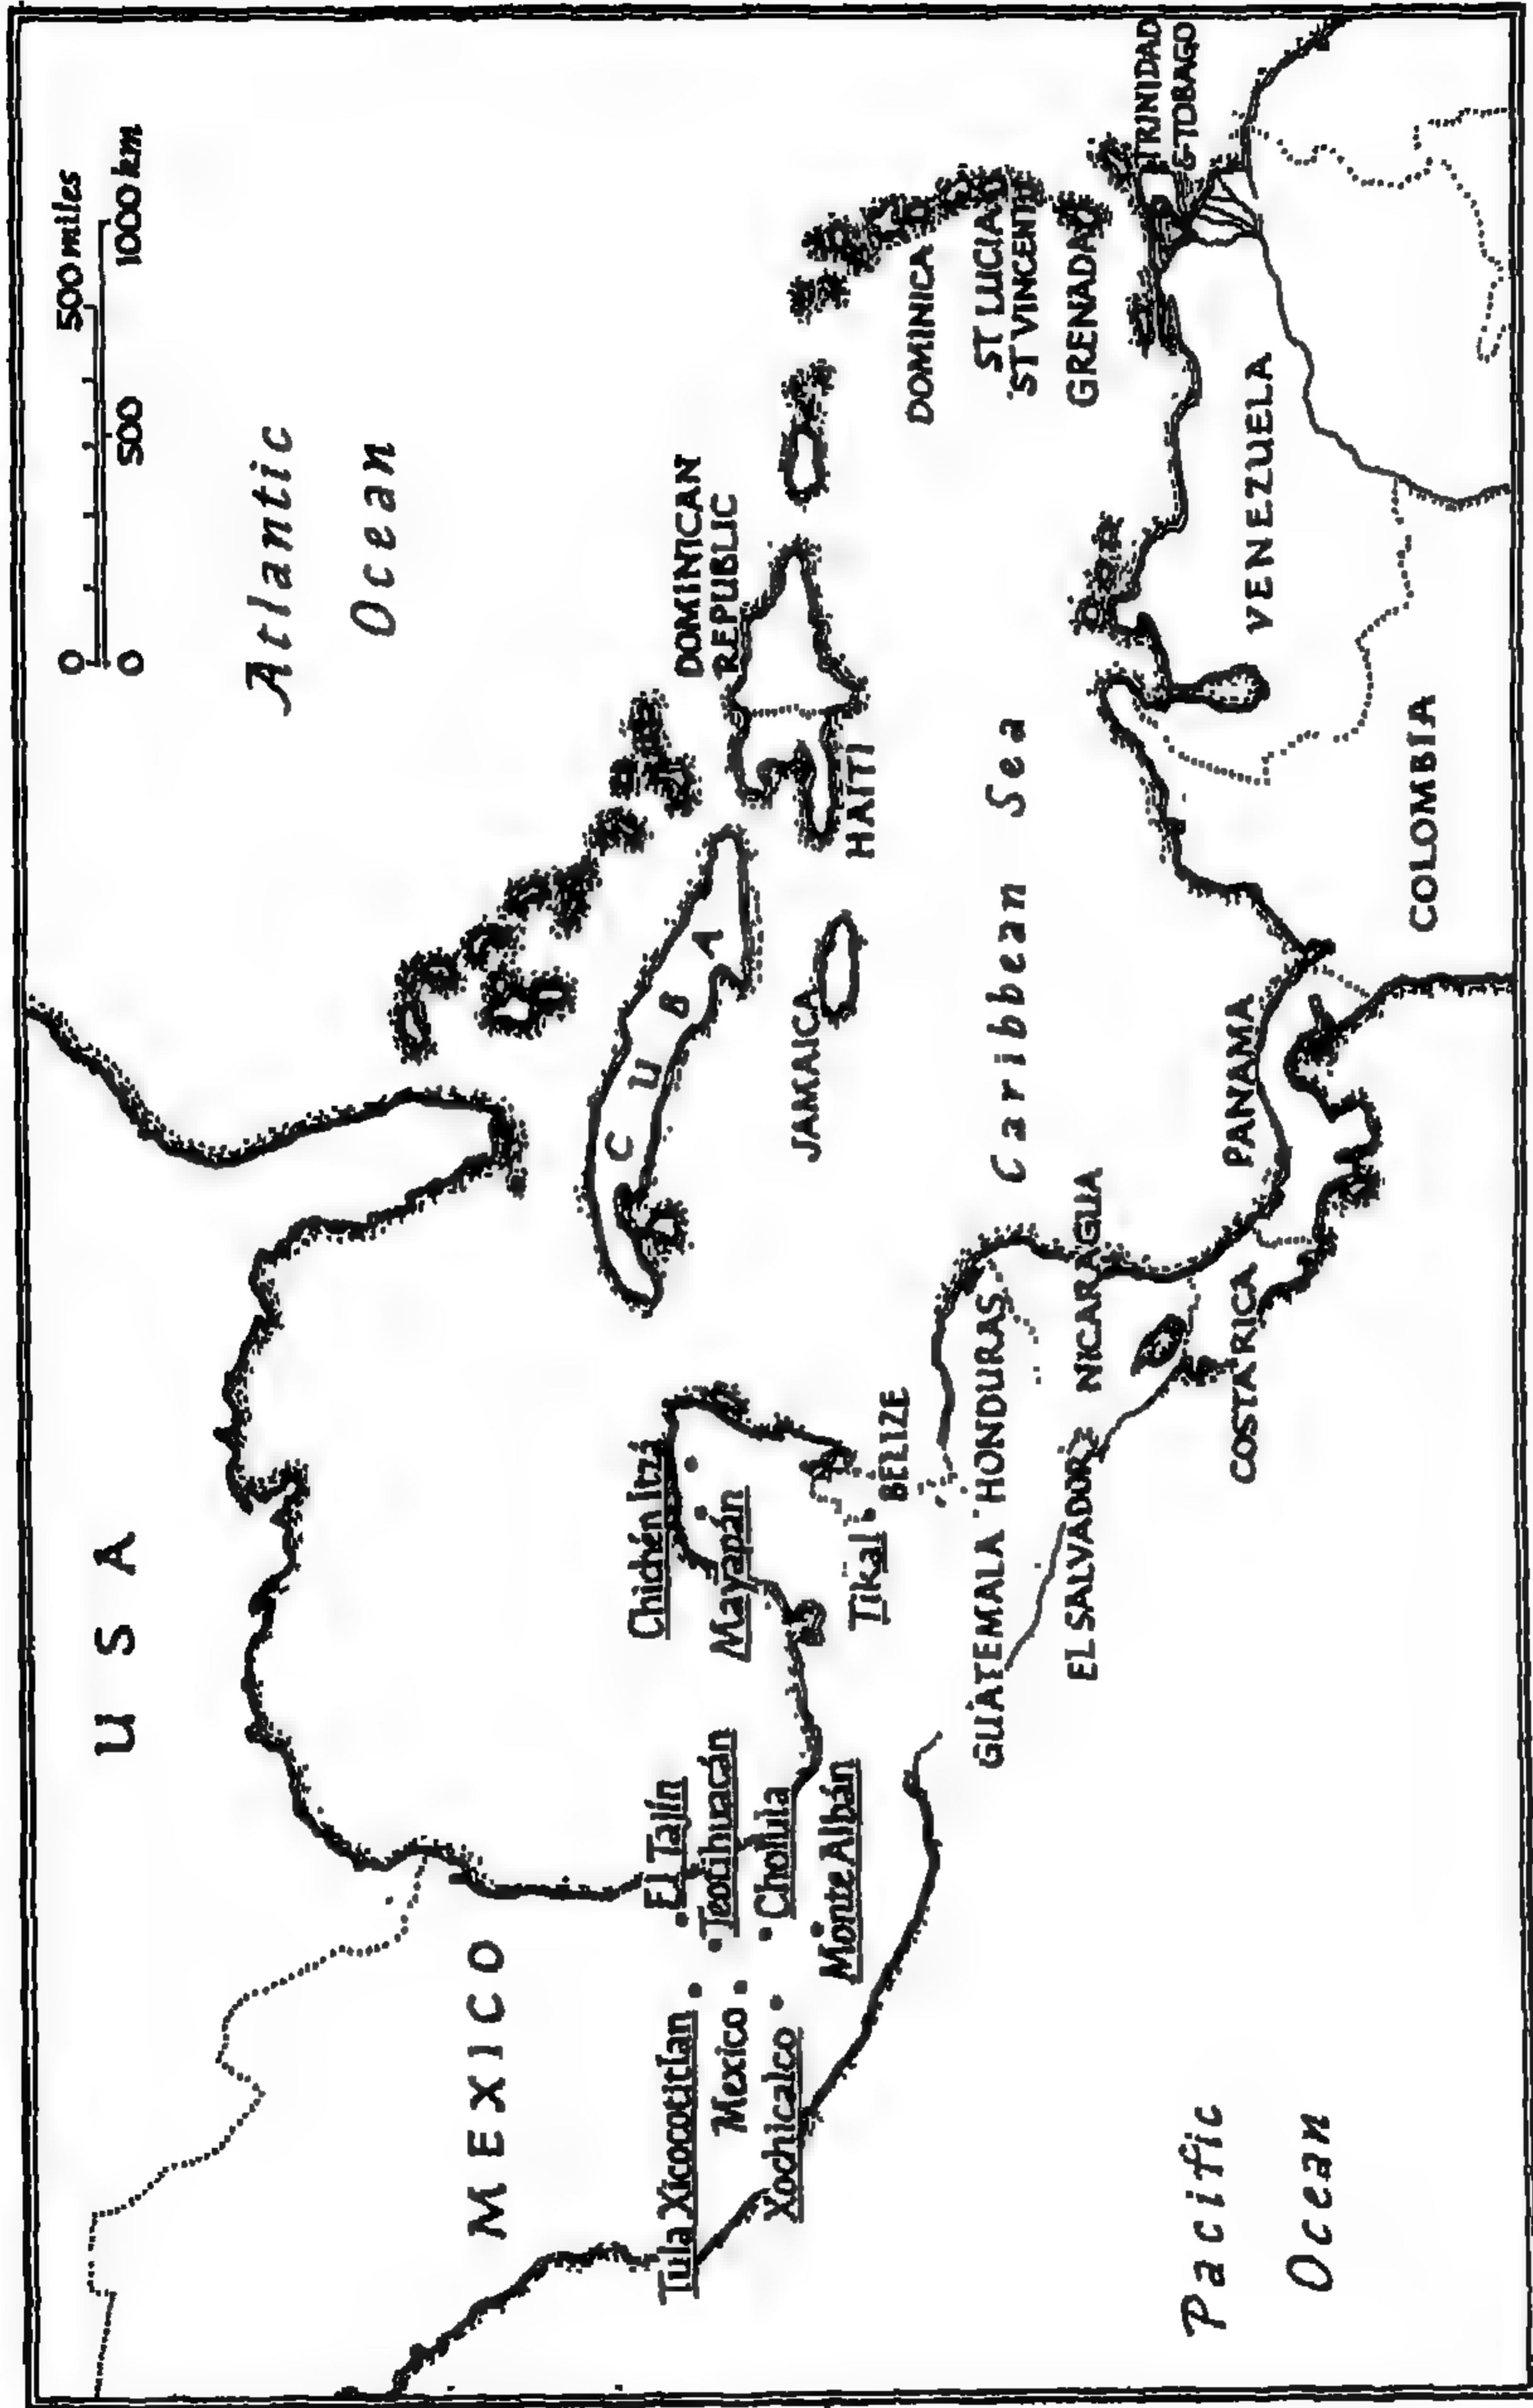 0 500 miles
0 500 1000 km
U S A
Atlantic
Ocean
MEXICO
CUBA
DOMINICAN
REPUBLIC
HAITI
JAMAICA
Chichén Itzá
Mayapán
El Tajín
Teotihuacán
Cholula
Monte Albán
Tula Xicocotitlan
Mexico
Xochicalco
Tikal
BELIZE
DOMINICA
ST LUCIA
ST VINCENT
GRENADA
TRINIDAD
& TOBAGO
Caribbean Sea
GUATEMALA HONDURAS
EL SALVADOR NICARAGUA
COSTA RICA
PANAMA
VENEZUELA
COLOMBIA
Pacific
Ocean